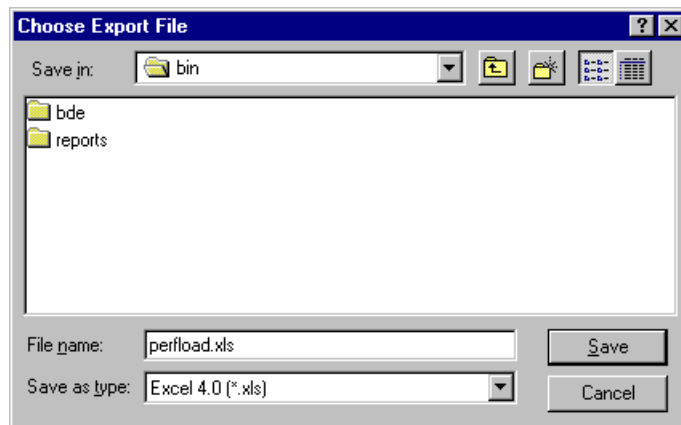 Choose Export File
Save in: bin
bde
reports
File name: perfload.xls Save
Save as type: Excel 4.0 (*.xls) Cancel